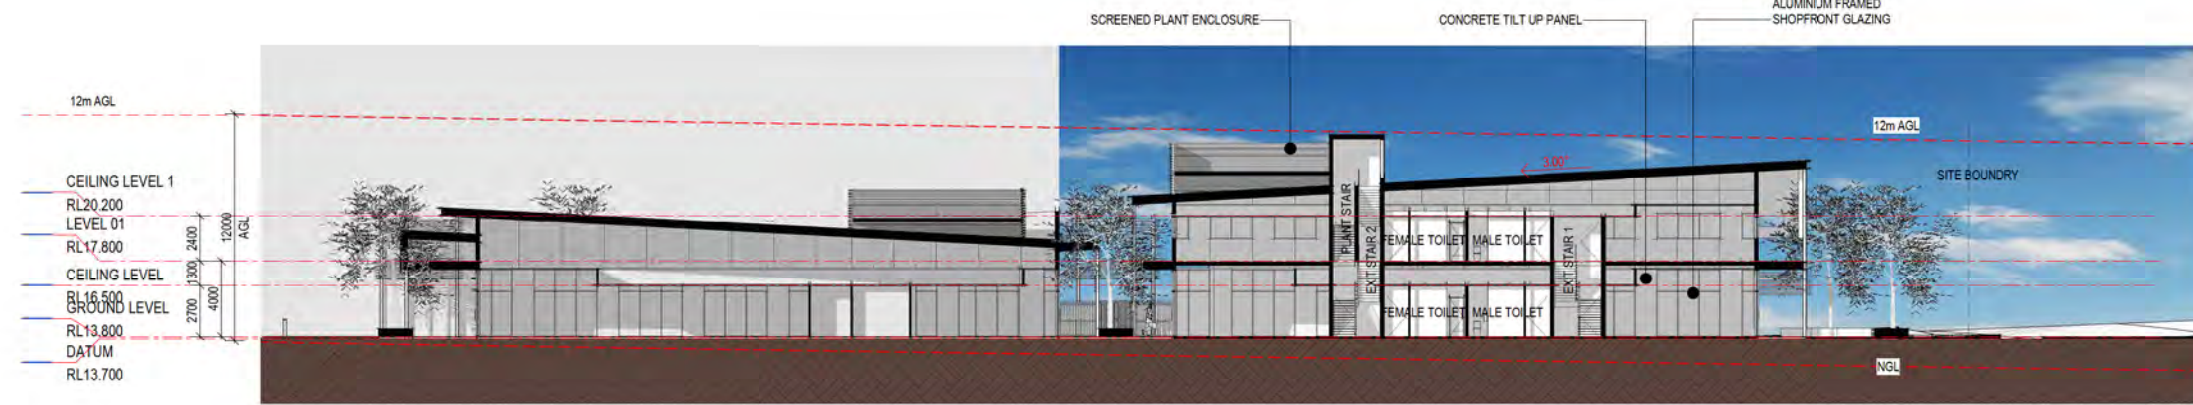 ALUMINIUM FRAMED
SHOPFRONT GLAZING
SCREENED PLANT ENCLOSURE
CONCRETE TILT UP PANEL
12m AGL
12m AGL
3.00°
SITE BOUNDRY
CEILING LEVEL 1
RL20.200
LEVEL 01
RL17.800
CEILING LEVEL
RL16.500
GROUND LEVEL
RL13.800
DATUM
RL13.700
2400
1300
2700
4000
12000
AGL
PLANT STAIR
EXIT STAIR 2
FEMALE TOILET
MALE TOILET
EXIT STAIR 1
FEMALE TOILET
MALE TOILET
NGL